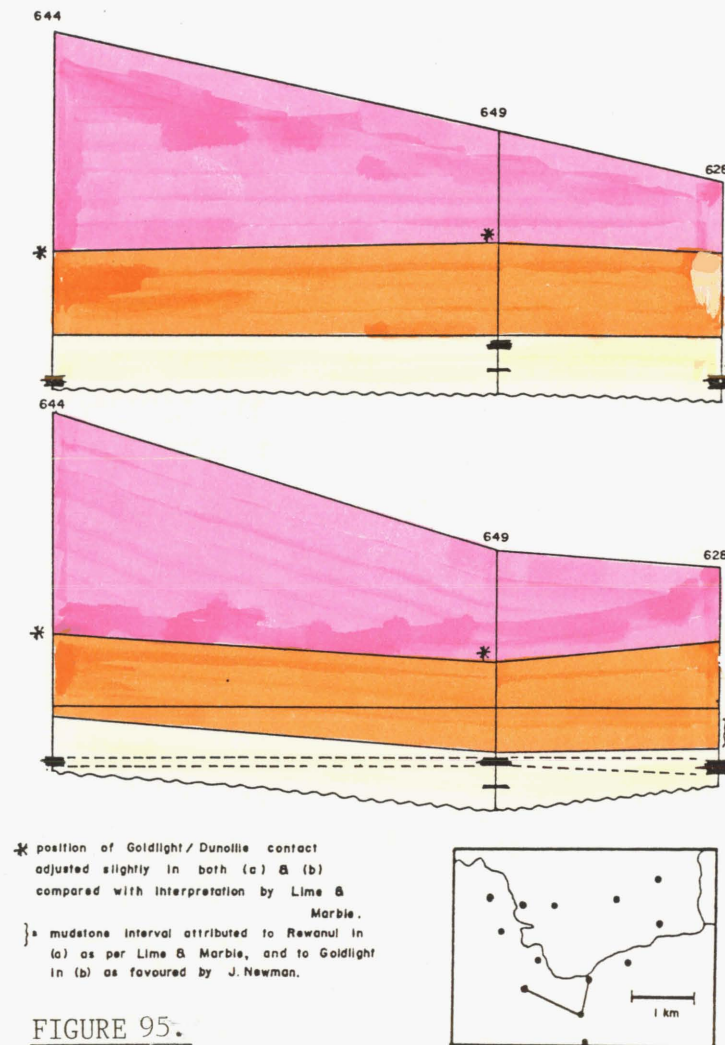 644
649
628
644
649
628
* position of Goldlight / Dunollie contact
adjusted slightly in both (a) & (b)
compared with interpretation by Lime &
Marble.
}= mudstone interval attributed to Rewanui in
(a) as per Lime & Marble, and to Goldlight
in (b) as favoured by J. Newman.
1 km
FIGURE 95.